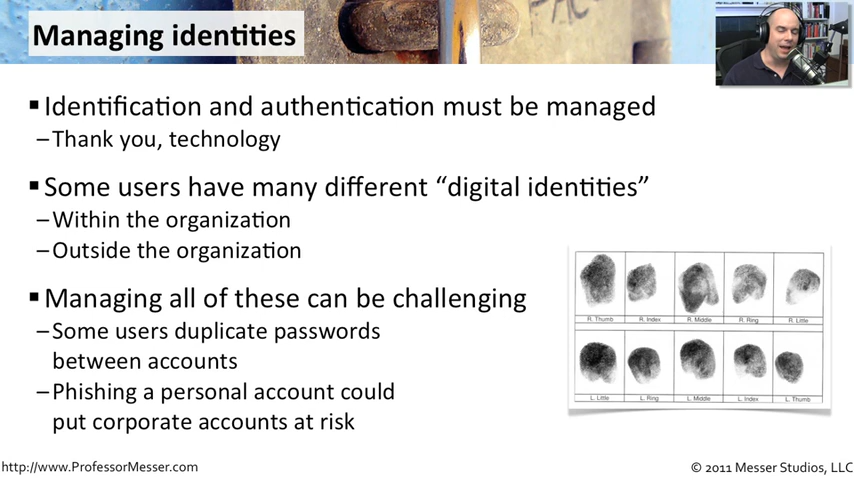 Managing identities
▪Identification and authentication must be managed
–Thank you, technology
▪Some users have many different “digital identities”
–Within the organization
–Outside the organization
▪Managing all of these can be challenging
–Some users duplicate passwords
between accounts
–Phishing a personal account could
put corporate accounts at risk
R. Thumb R. Index R. Middle R. Ring R. Little
L. Little L. Ring L. Middle L. Index L. Thumb
http://www.ProfessorMesser.com
© 2011 Messer Studios, LLC